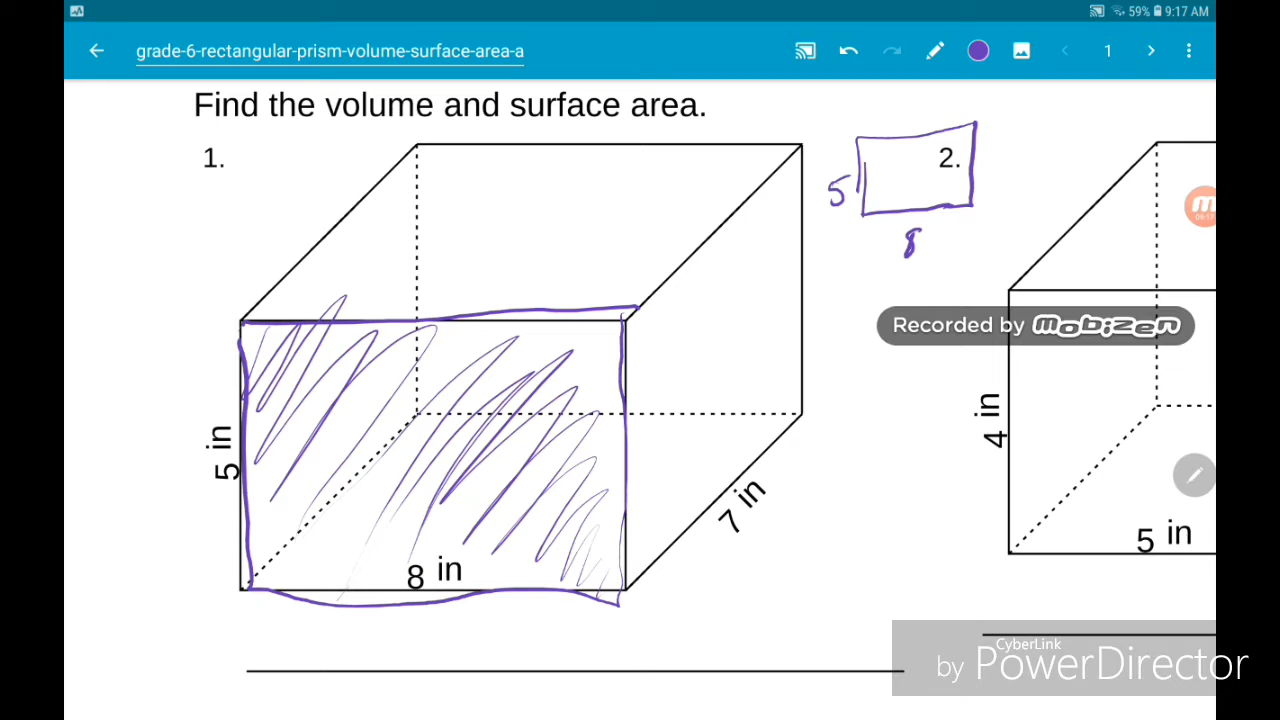 59% 9:17 AM
grade-6-rectangular-prism-volume-surface-area-a
1
Find the volume and surface area.
1.
2.
5
8
09:17
Recorded by mobizen
5 in
4 in
7 in
8 in
5 in
CyberLink
by PowerDirector